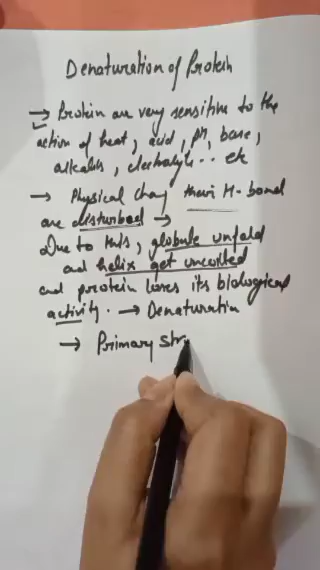 Denaturation of Protein
→ Protein are very sensitive to the
action of heat, acid, pH, base,
alkalis, electrolyte.. etc
→ Physical chang their H-bond
are disturbed →
Due to this, globule unfold
and helix get uncoiled
and protein loses its biological
activity. → Denaturation
→ Primary str